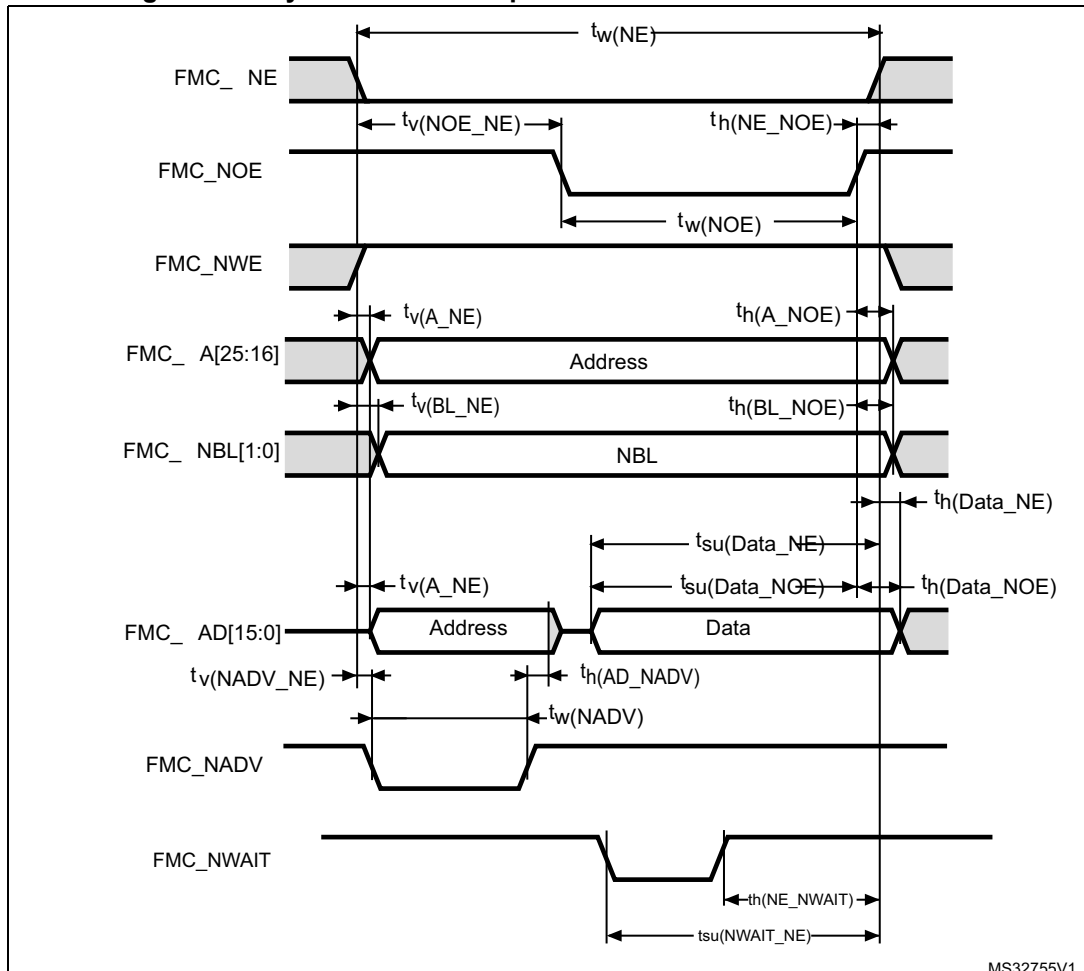 tw(NE)
FMC_ NE
tv(NOE_NE)
th(NE_NOE)
FMC_NOE
tw(NOE)
FMC_NWE
tv(A_NE)
th(A_NOE)
FMC_ A[25:16]
Address
tv(BL_NE)
th(BL_NOE)
FMC_ NBL[1:0]
NBL
th(Data_NE)
tsu(Data_NE)
tv(A_NE)
tsu(Data_NOE)
th(Data_NOE)
FMC_ AD[15:0]
Address
Data
tv(NADV_NE)
th(AD_NADV)
tw(NADV)
FMC_NADV
FMC_NWAIT
th(NE_NWAIT)
tsu(NWAIT_NE)
MS32755V1